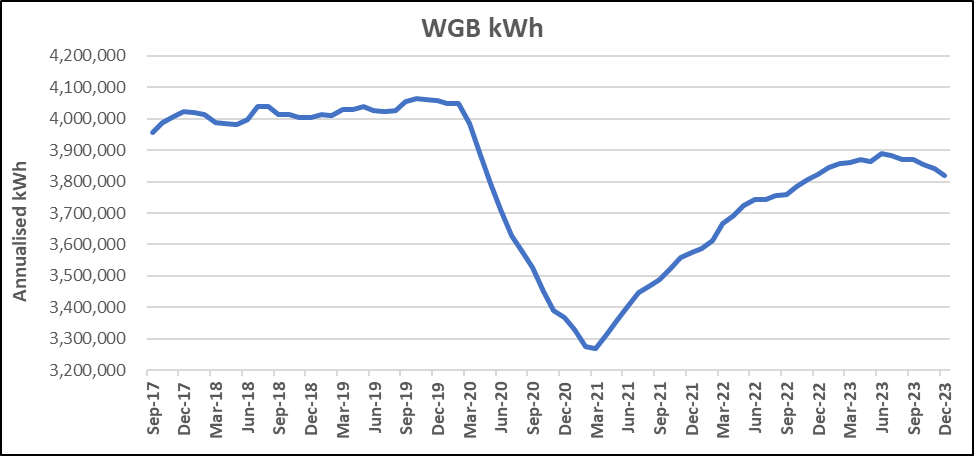 WGB kWh
4,200,000
4,100,000
4,000,000
3,900,000
3,800,000
3,700,000
3,600,000
3,500,000
3,400,000
3,300,000
3,200,000
Annualised kWh
Sep-17
Dec-17
Mar-18
Jun-18
Sep-18
Dec-18
Mar-19
Jun-19
Sep-19
Dec-19
Mar-20
Jun-20
Sep-20
Dec-20
Mar-21
Jun-21
Sep-21
Dec-21
Mar-22
Jun-22
Sep-22
Dec-22
Mar-23
Jun-23
Sep-23
Dec-23